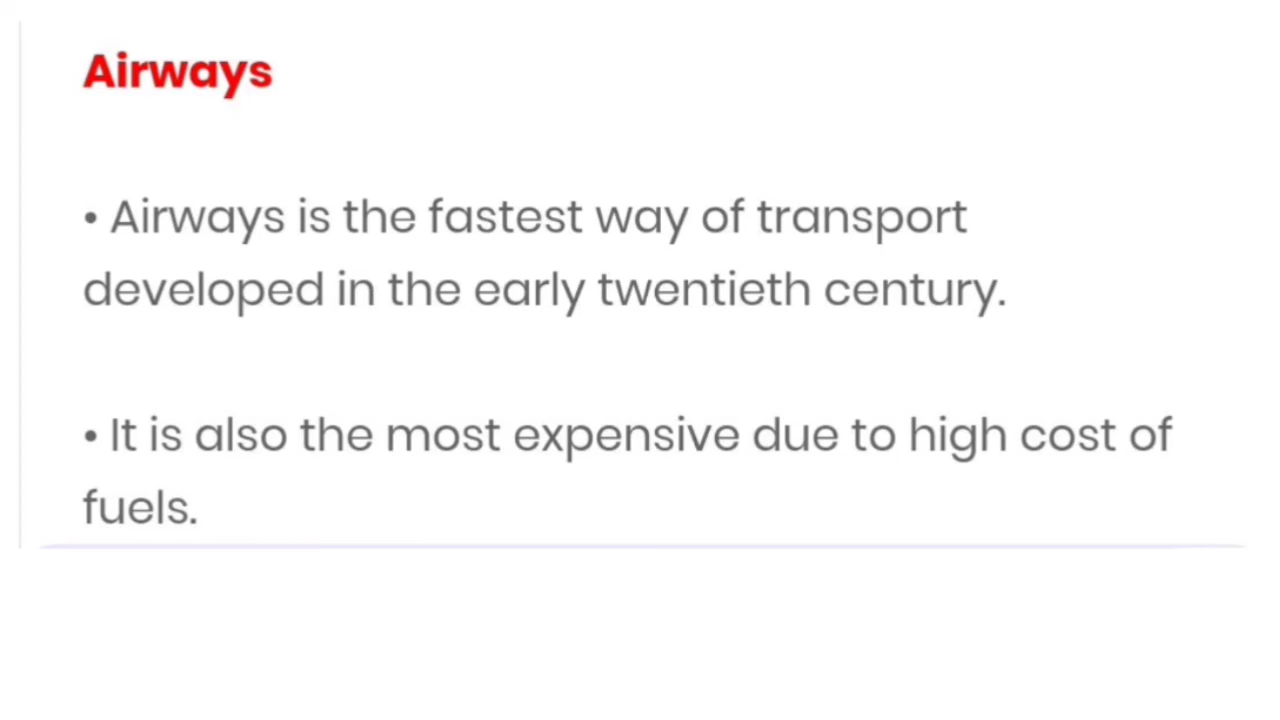 Airways
• Airways is the fastest way of transport
developed in the early twentieth century.
• It is also the most expensive due to high cost of
fuels.